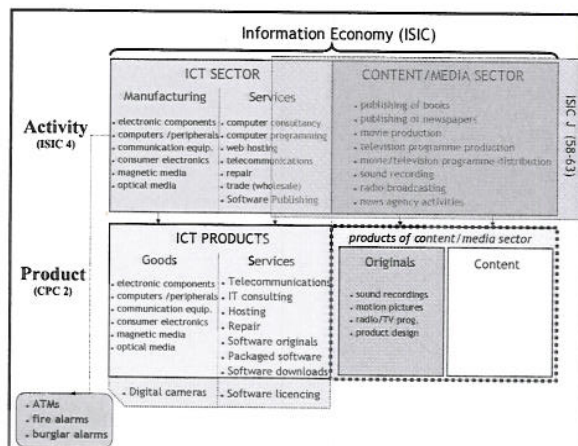 Information Economy (ISIC)
ICT SECTOR
CONTENT/MEDIA SECTOR
Manufacturing
Services
Activity
(ISIC 4)
• electronic components
• computers /peripherals
• communication equip.
• consumer electronics
• magnetic media
• optical media
• computer consultancy
• computer programming
• web hosting
• telecommunications
• repair
• trade (wholesale)
• Software Publishing
• publishing of books
• publishing of newspapers
• movie production
• television programme production
• movie/television programme distribution
• sound recording
• radio broadcasting
• news agency activities
ISIC J (58-63)
ICT PRODUCTS
products of content/media sector
Goods
Services
Originals
Content
Product
(CPC 2)
• electronic components
• computers /peripherals
• communication equip.
• consumer electronics
• magnetic media
• optical media
• Telecommunications
• IT consulting
• Hosting
• Repair
• Software originals
• Packaged software
• Software downloads
• sound recordings
• motion pictures
• radio/TV prog.
• product design
• Digital cameras
• Software licencing
• ATMs
• fire alarms
• burglar alarms